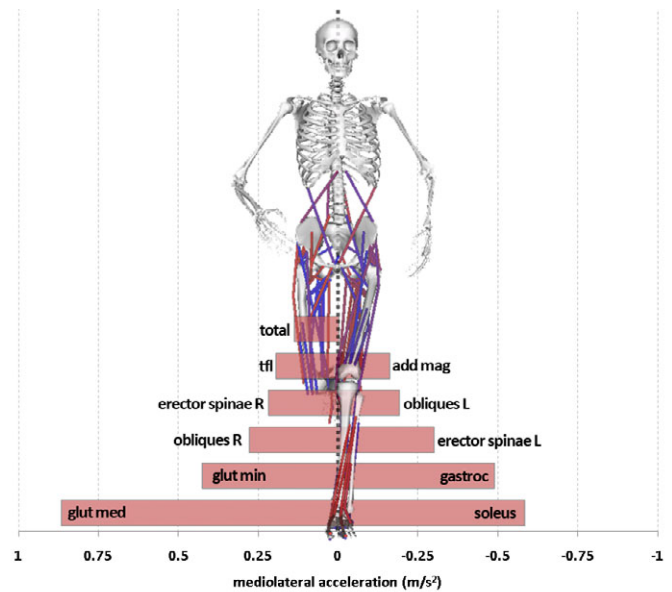 total
tfl add mag
erector spinae R obliques L
obliques R erector spinae L
glut min gastroc
glut med soleus
1 0.75 0.5 0.25 0 -0.25 -0.5 -0.75 -1
mediolateral acceleration (m/s²)